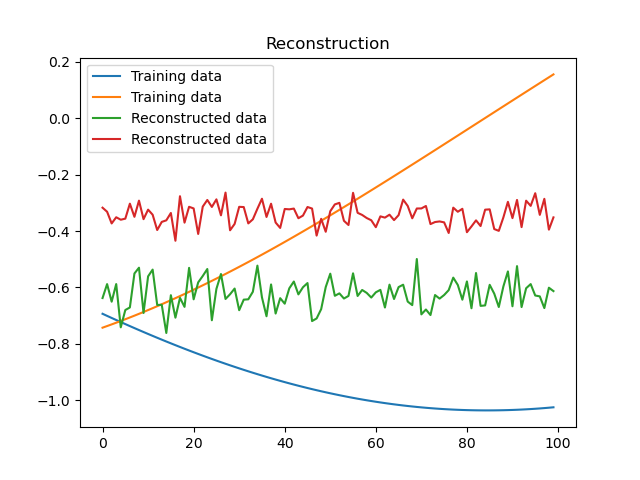 Reconstruction
Training data
Training data
Reconstructed data
Reconstructed data
0.2
0.0
−0.2
−0.4
−0.6
−0.8
−1.0
0 20 40 60 80 100